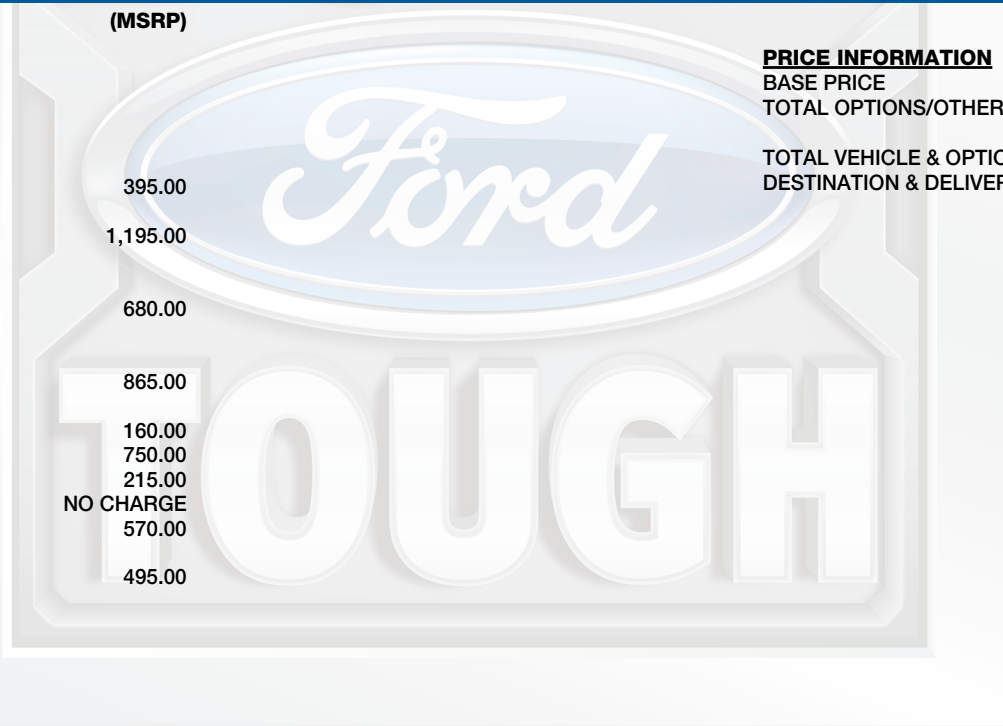 (MSRP)
395.00
1,195.00
680.00
865.00
160.00
750.00
215.00
NO CHARGE
570.00
495.00
PRICE INFORMATION
BASE PRICE
TOTAL OPTIONS/OTHER
TOTAL VEHICLE & OPTIO
DESTINATION & DELIVER
Ford
TOUGH